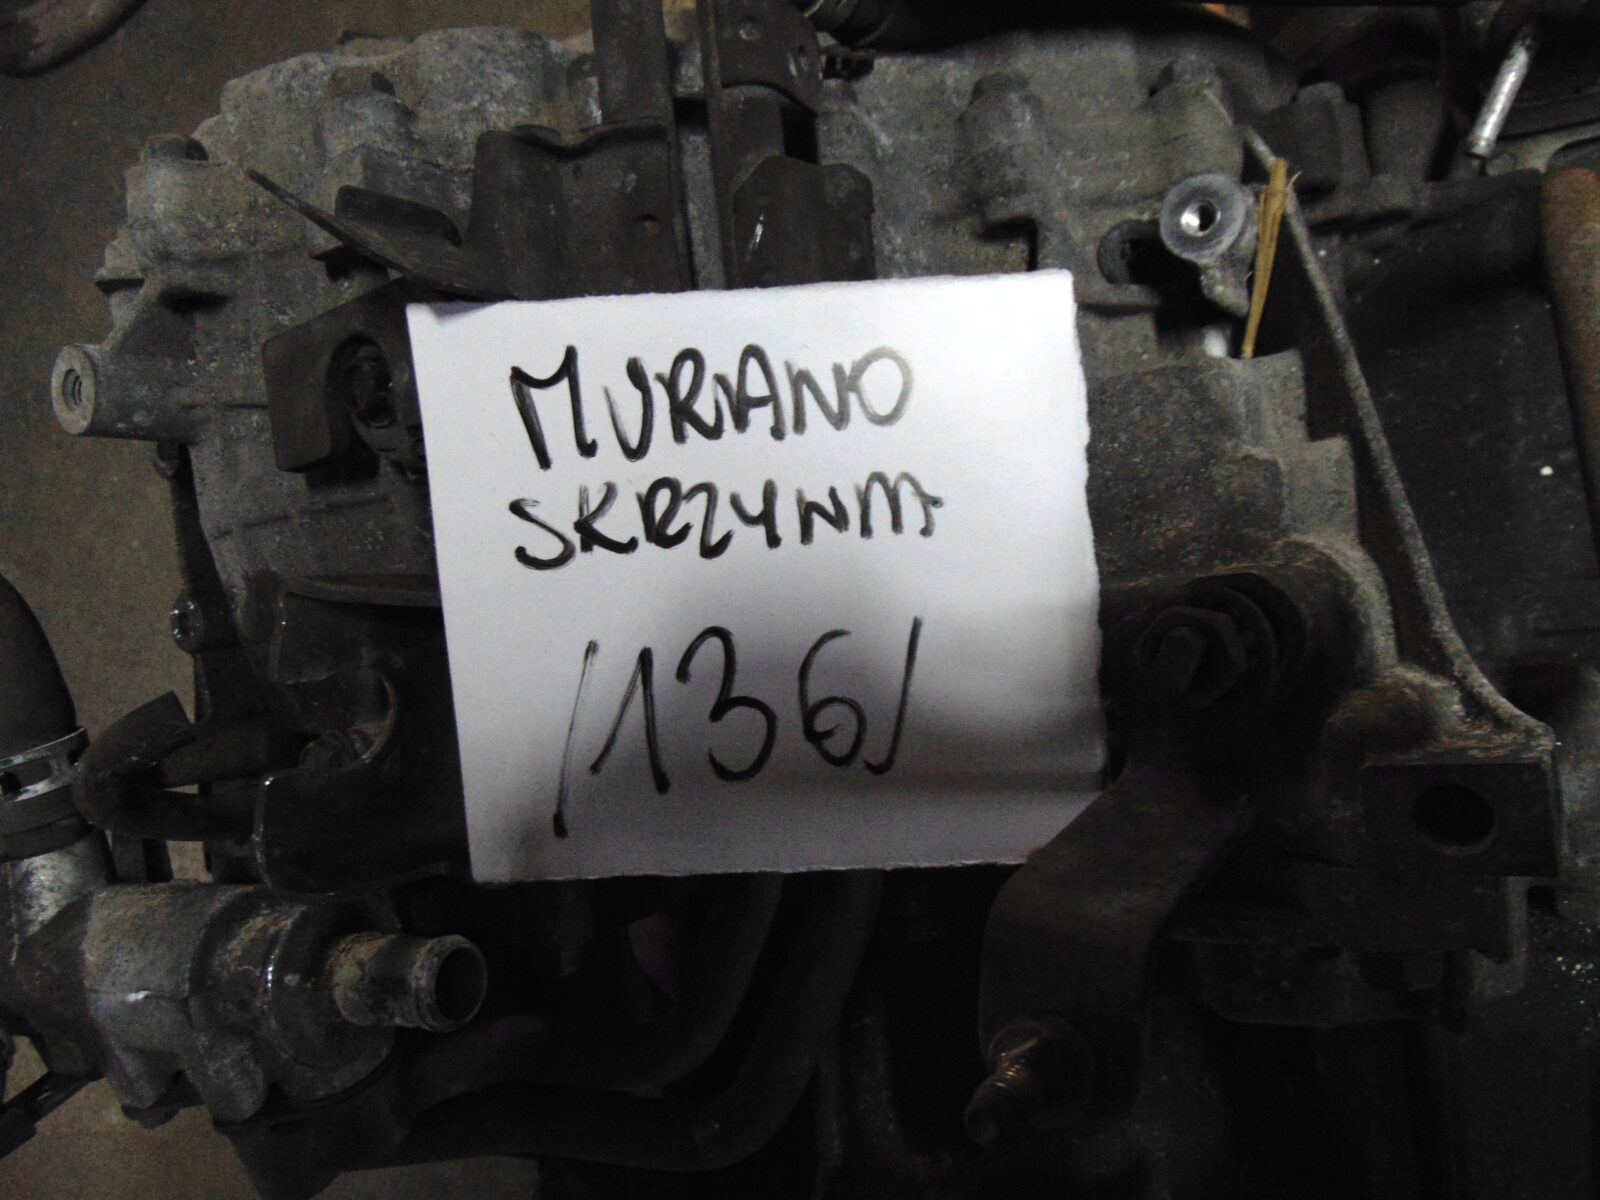 MURANO
SKRZYNIA
/136/